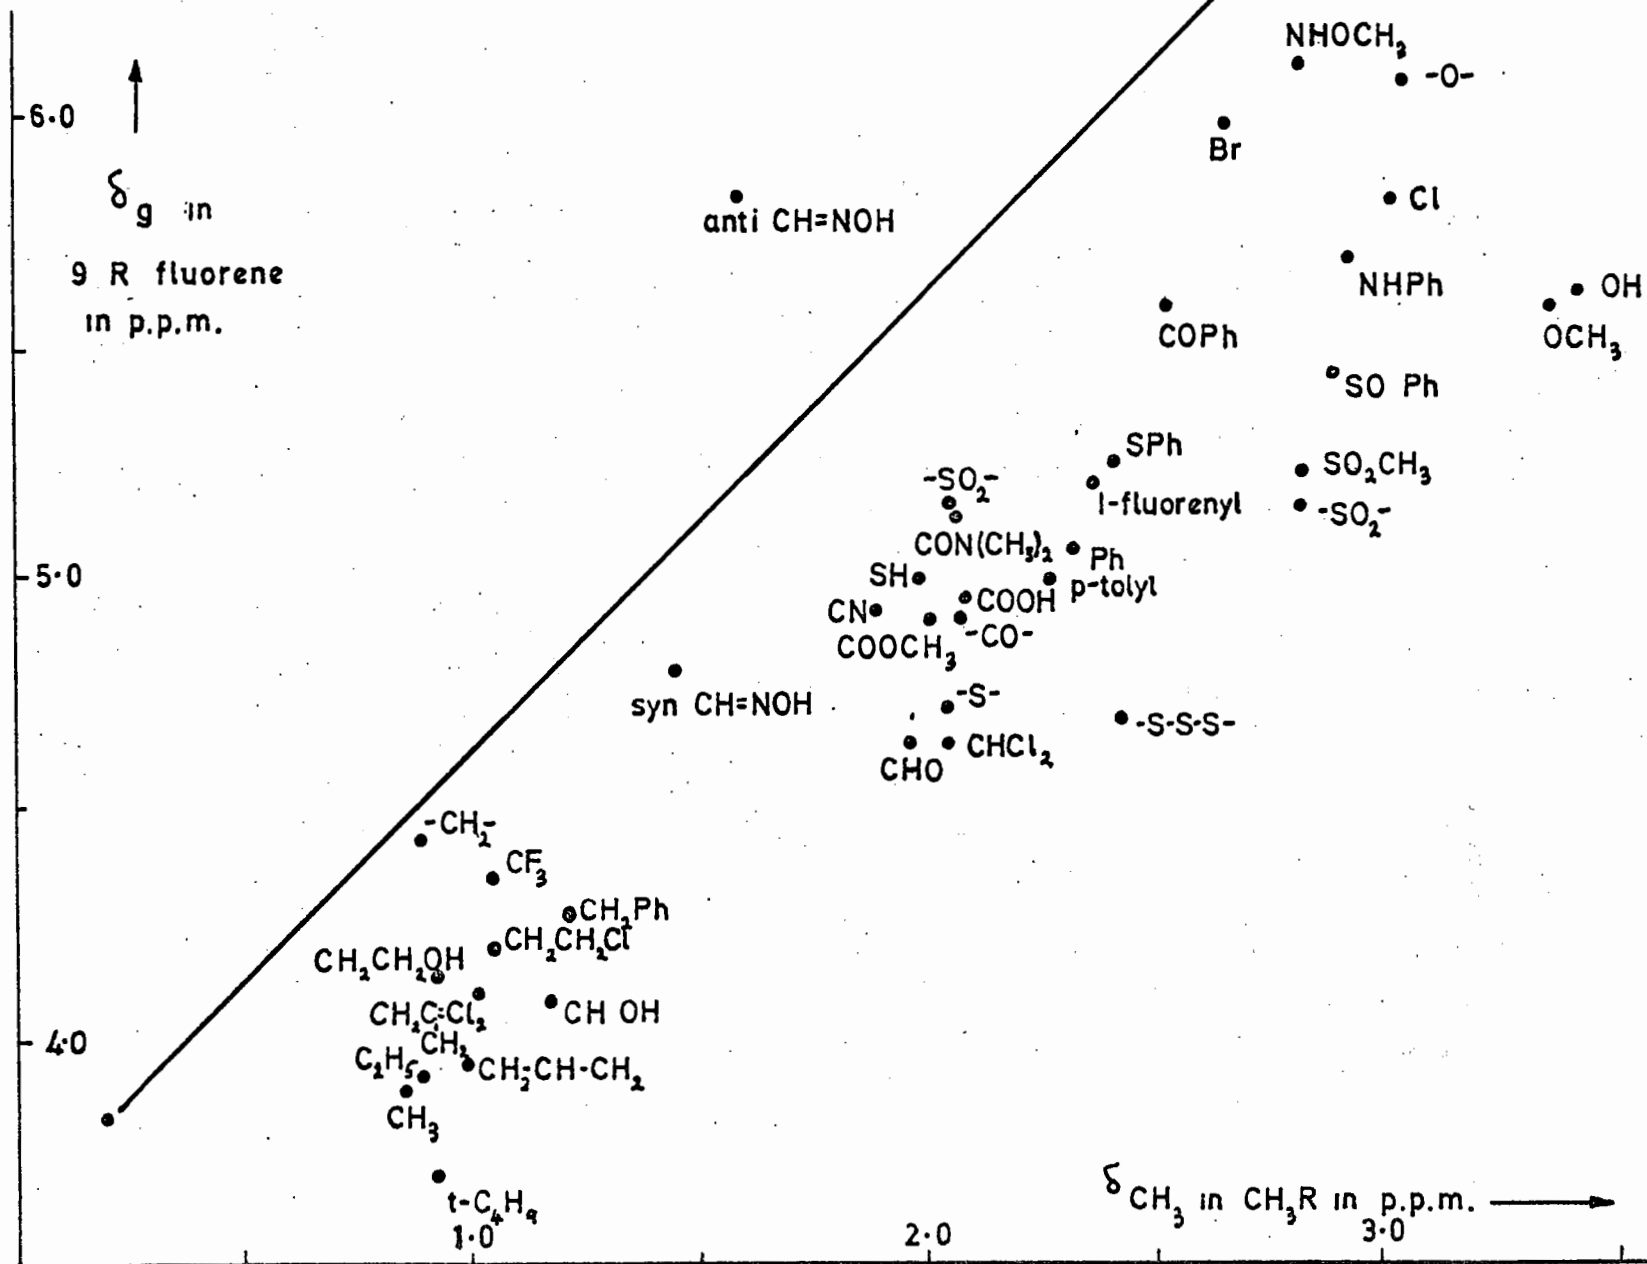 NHOCH₃
-O-
6.0
Br
δg in
Cl
anti CH=NOH
9 R fluorene
NHPh
OH
in p.p.m.
COPh
OCH₃
SO Ph
SPh
SO₂CH₃
-SO₂-
1-fluorenyl
-SO₂-
CON(CH₃)₂
Ph
5.0
SH
p-tolyl
CN
COOH
-CO-
COOCH₃
-S-
syn CH=NOH
-S-S-S-
CHCl₂
CHO
-CH₂-
CF₃
CH₂Ph
CH₂CH₂Cl
CH₂CH₂OH
CH₂C=Cl₂
CH OH
4.0
CH₂
C₂H₅
CH₂-CH-CH₂
CH₃
δCH₃ in CH₃R in p.p.m.
t-C₄H₉
1.0
2.0
3.0